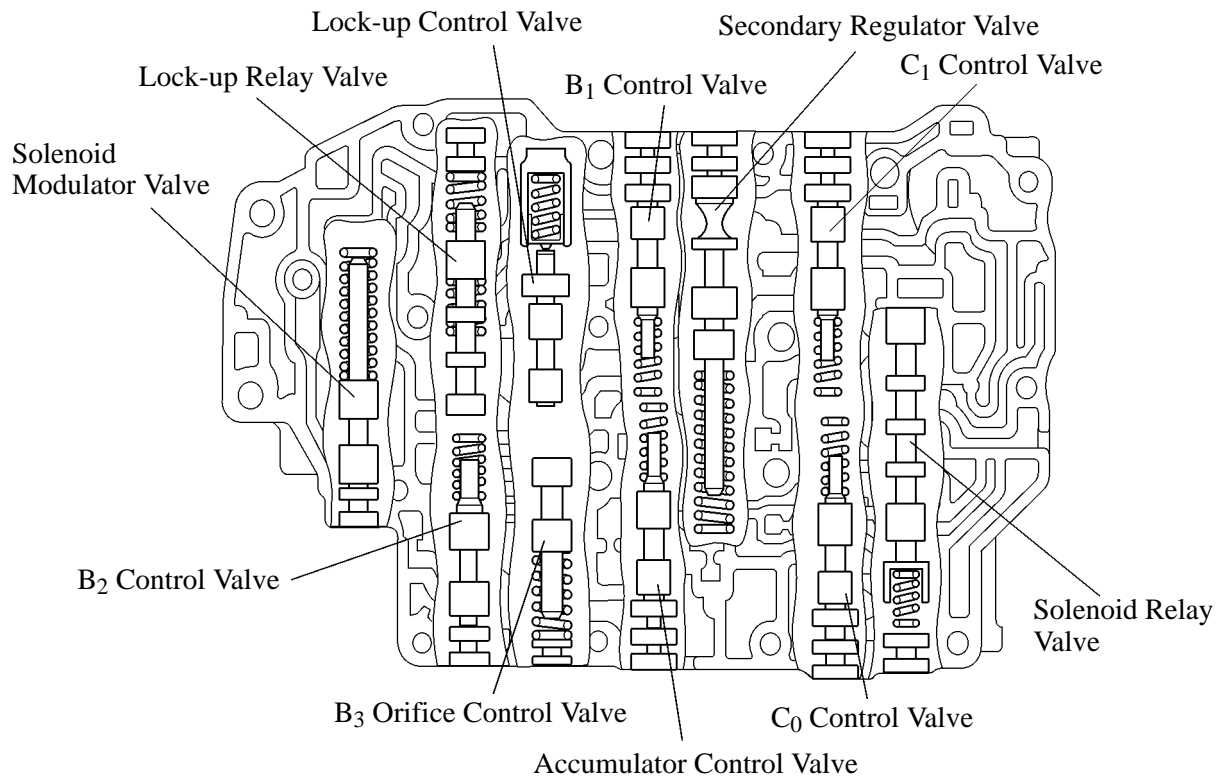 Lock-up Control Valve
Secondary Regulator Valve
Lock-up Relay Valve
B1 Control Valve
C1 Control Valve
Solenoid
Modulator Valve
B2 Control Valve
Solenoid Relay
Valve
B3 Orifice Control Valve
C0 Control Valve
Accumulator Control Valve